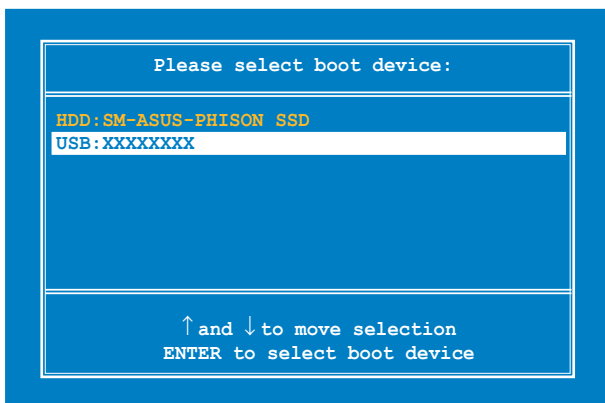 Please select boot device:
HDD:SM-ASUS-PHISON SSD
USB:XXXXXXXX
↑ and ↓ to move selection
ENTER to select boot device